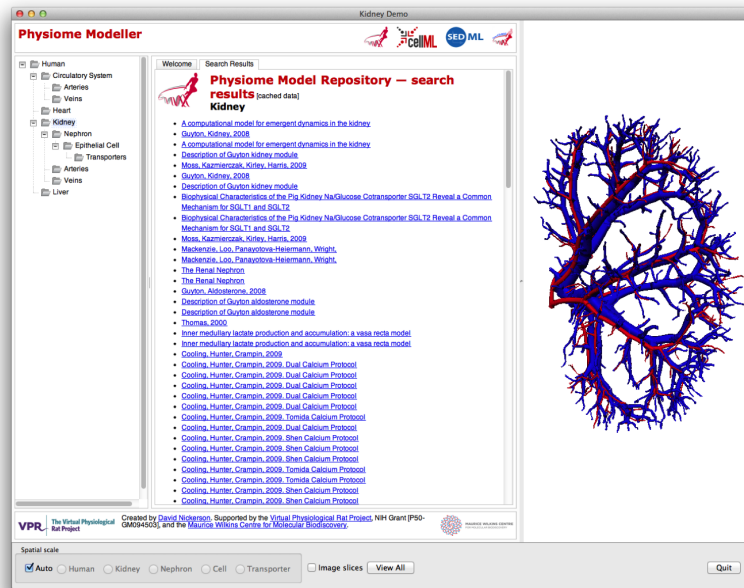 Kidney Demo
Physiome Modeller
cellML
SED ML
Human
Circulatory System
Arteries
Veins
Heart
Kidney
Nephron
Epithelial Cell
Transporters
Arteries
Veins
Liver
Welcome
Search Results
Physiome Model Repository — search
results [cached data]
Kidney
A computational model for emergent dynamics in the kidney
Guyton, Kidney, 2008
A computational model for emergent dynamics in the kidney
Description of Guyton kidney module
Moss, Kazmierczak, Kirley, Harris, 2009
Guyton, Kidney, 2008
Description of Guyton kidney module
Biophysical Characteristics of the Pig Kidney Na/Glucose Cotransporter SGLT2 Reveal a Common
Mechanism for SGLT1 and SGLT2
Biophysical Characteristics of the Pig Kidney Na/Glucose Cotransporter SGLT2 Reveal a Common
Mechanism for SGLT1 and SGLT2
Moss, Kazmierczak, Kirley, Harris, 2009
Mackenzie, Loo, Panayotova-Heiermann, Wright,
Mackenzie, Loo, Panayotova-Heiermann, Wright,
The Renal Nephron
The Renal Nephron
Guyton, Aldosterone, 2008
Description of Guyton aldosterone module
Description of Guyton aldosterone module
Thomas, 2000
Inner medullary lactate production and accumulation: a vasa recta model
Inner medullary lactate production and accumulation: a vasa recta model
Cooling, Hunter, Crampin, 2009
Cooling, Hunter, Crampin, 2009. Dual Calcium Protocol
Cooling, Hunter, Crampin, 2009. Dual Calcium Protocol
Cooling, Hunter, Crampin, 2009. Dual Calcium Protocol
Cooling, Hunter, Crampin, 2009. Dual Calcium Protocol
Cooling, Hunter, Crampin, 2009. Tomida Calcium Protocol
Cooling, Hunter, Crampin, 2009. Dual Calcium Protocol
Cooling, Hunter, Crampin, 2009. Shen Calcium Protocol
Cooling, Hunter, Crampin, 2009. Shen Calcium Protocol
Cooling, Hunter, Crampin, 2009. Shen Calcium Protocol
Cooling, Hunter, Crampin, 2009. Tomida Calcium Protocol
Cooling, Hunter, Crampin, 2009. Tomida Calcium Protocol
Cooling, Hunter, Crampin, 2009. Shen Calcium Protocol
Cooling, Hunter, Crampin, 2009. Shen Calcium Protocol
VPR The Virtual Physiological
Rat Project
Created by David Nickerson. Supported by the Virtual Physiological Rat Project, NIH Grant [P50-
GM094503], and the Maurice Wilkins Centre for Molecular Biodiscovery.
MAURICE WILKINS CENTRE
FOR MOLECULAR BIODISCOVERY
Spatial scale
Auto Human Kidney Nephron Cell Transporter
Image slices View All Quit